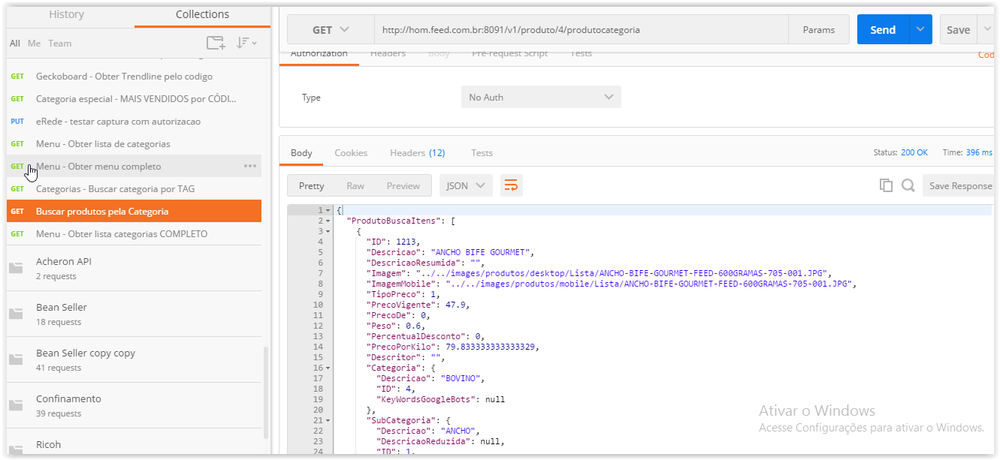 History Collections
All Me Team
GET Geckoboard - Obter Trendline pelo codigo
GET Categoria especial - MAIS VENDIDOS por CÓDI...
PUT eRede - testar captura com autorizacao
GET Menu - Obter lista de categorias
GET Menu - Obter menu completo
GET Categorias - Buscar categoria por TAG
GET Buscar produtos pela Categoria
GET Menu - Obter lista categorias COMPLETO
Acheron API
2 requests
Bean Seller
18 requests
Bean Seller copy copy
41 requests
Confinamento
39 requests
Ricoh
GET http://hom.feed.com.br:8091/v1/produto/4/produtocategoria Params Send Save
Authorization Headers Body Pre-request Script Tests Cod
Type No Auth
Body Cookies Headers (12) Tests Status: 200 OK Time: 396 ms
Pretty Raw Preview JSON Save Response
1 {
2 "ProdutoBuscaItens": [
3 {
4 "ID": 1213,
5 "Descricao": "ANCHO BIFE GOURMET",
6 "DescricaoResumida": "",
7 "Imagem": "../../images/produtos/desktop/Lista/ANCHO-BIFE-GOURMET-FEED-600GRAMAS-705-001.JPG",
8 "ImagemMobile": "../../images/produtos/mobile/Lista/ANCHO-BIFE-GOURMET-FEED-600GRAMAS-705-001.JPG",
9 "TipoPreco": 1,
10 "PrecoVigente": 47.9,
11 "PrecoDe": 0,
12 "Peso": 0.6,
13 "PercentualDesconto": 0,
14 "PrecoPorKilo": 79.833333333333329,
15 "Descritor": "",
16 "Categoria": {
17 "Descricao": "BOVINO",
18 "ID": 4,
19 "KeyWordsGoogleBots": null
20 },
21 "SubCategoria": {
22 "Descricao": "ANCHO",
23 "DescricaoReduzida": null,
24 "ID": 1,
Ativar o Windows
Acesse Configurações para ativar o Windows.